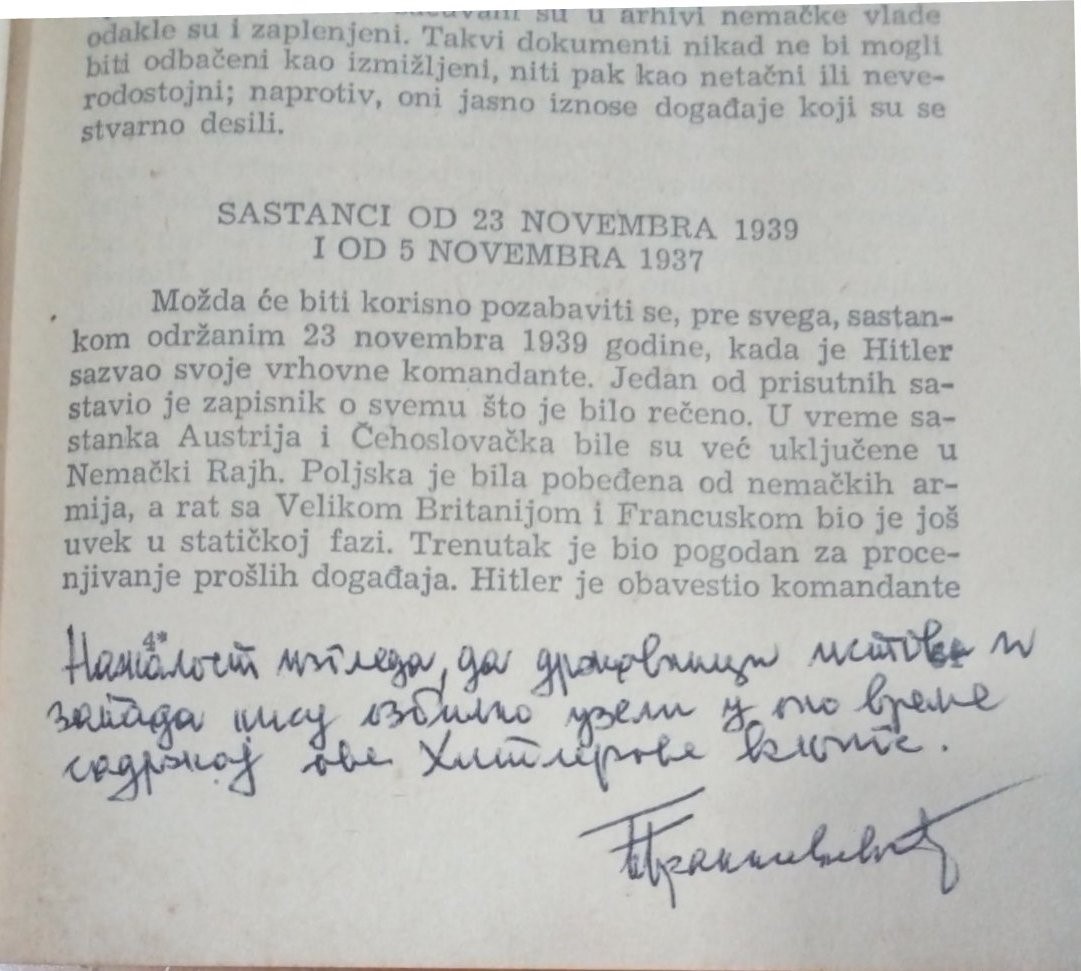 su u arhivi nemačke vlade
odakle su i zaplenjeni. Takvi dokumenti nikad ne bi mogli
biti odbačeni kao izmižljeni, niti pak kao netačni ili neve-
rodostojni; naprotiv, oni jasno iznose događaje koji su se
stvarno desili.
SASTANCI OD 23 NOVEMBRA 1939
I OD 5 NOVEMBRA 1937
Možda će biti korisno pozabaviti se, pre svega, sastan-
kom održanim 23 novembra 1939 godine, kada je Hitler
sazvao svoje vrhovne komandante. Jedan od prisutnih sa-
stavio je zapisnik o svemu što je bilo rečeno. U vreme sa-
stanka Austrija i Čehoslovačka bile su već uključene u
Nemački Rajh. Poljska je bila pobeđena od nemačkih ar-
mija, a rat sa Velikom Britanijom i Francuskom bio je još
uvek u statičkoj fazi. Trenutak je bio pogodan za proce-
njivanje prošlih događaja. Hitler je obavestio komandante
4*
Нажалост изгледа, да државници истока и
запада нису озбиљно узели у оно време
садржај ове Хитлерове књиге.